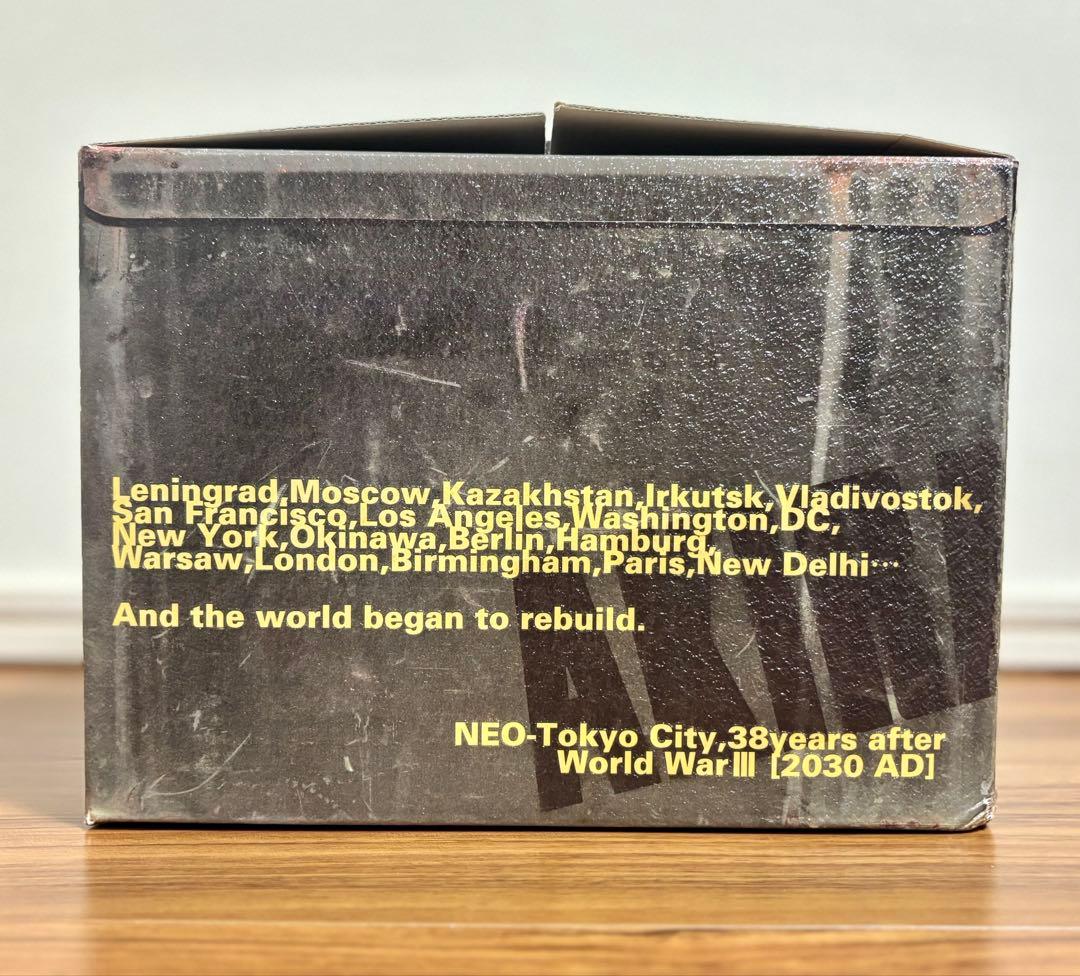 Leningrad,Moscow,Kazakhstan,Irkutsk,Vladivostok,
San Francisco,Los Angeles,Washington,DC,
New York,Okinawa,Berlin,Hamburg,
Warsaw,London,Birmingham,Paris,New Delhi…
And the world began to rebuild.
AKIRA
NEO-Tokyo City,38years after
World WarⅢ [2030 AD]